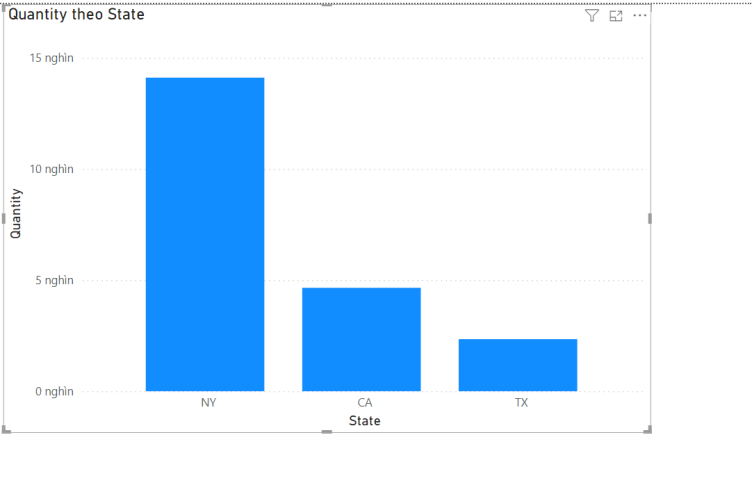 Quantity theo State
15 nghìn
10 nghìn
5 nghìn
0 nghìn
Quantity
NY
CA
TX
State